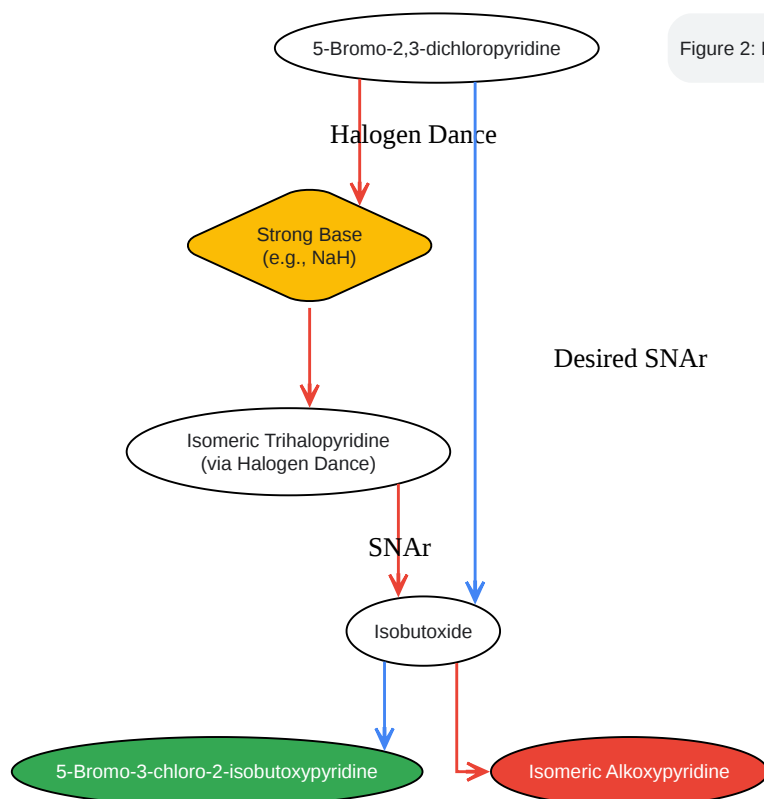 5-Bromo-2,3-dichloropyridine
Figure 2:
Halogen Dance
Strong Base
(e.g., NaH)
Desired SNAr
Isomeric Trihalopyridine
(via Halogen Dance)
SNAr
Isobutoxide
5-Bromo-3-chloro-2-isobutoxypyridine
Isomeric Alkoxypyridine